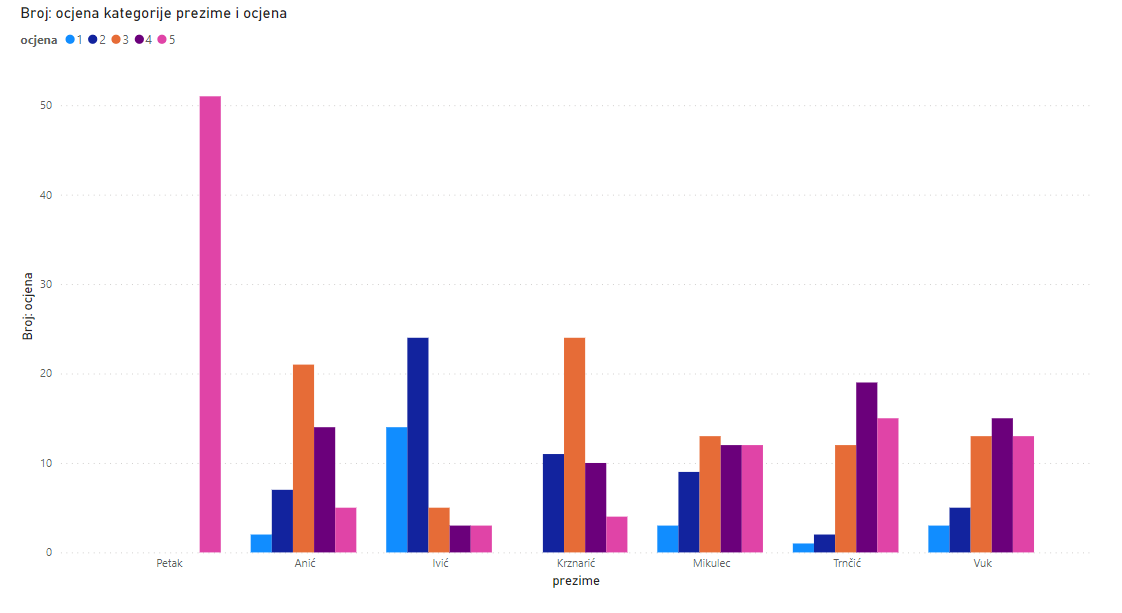 Broj: ocjena kategorije prezime i ocjena
ocjena 1 2 3 4 5
50
40
30
20
10
0
Broj: ocjena
Petak Anić Ivić Krznarić Mikulec Trnčić Vuk
prezime